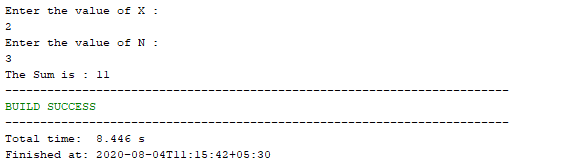 Enter the value of X :
2
Enter the value of N :
3
The Sum is : 11
------------------------------------------------------------------------
BUILD SUCCESS
------------------------------------------------------------------------
Total time:  8.446 s
Finished at: 2020-08-04T11:15:42+05:30